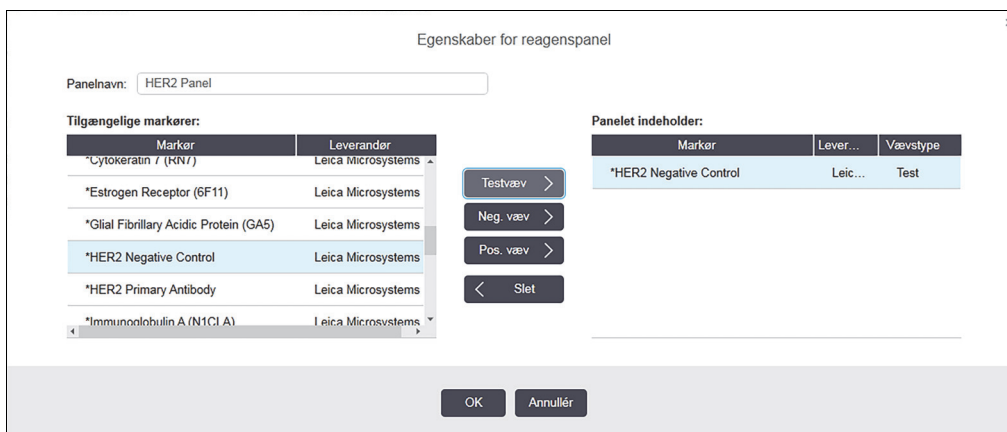 Egenskaber for reagenspanel
Panelnavn: HER2 Panel
Tilgængelige markører:
Markør Leverandør
*Cytokeratin 7 (RN7) Leica Microsystems
*Estrogen Receptor (6F11) Leica Microsystems
*Glial Fibrillary Acidic Protein (GA5) Leica Microsystems
*HER2 Negative Control Leica Microsystems
*HER2 Primary Antibody Leica Microsystems
*Immunoglobulin A (N1CLA) Leica Microsystems
Testvæv
Neg. væv
Pos. væv
Slet
Panelet indeholder:
Markør Lever... Vævstype
*HER2 Negative Control Leic... Test
OK Annullér